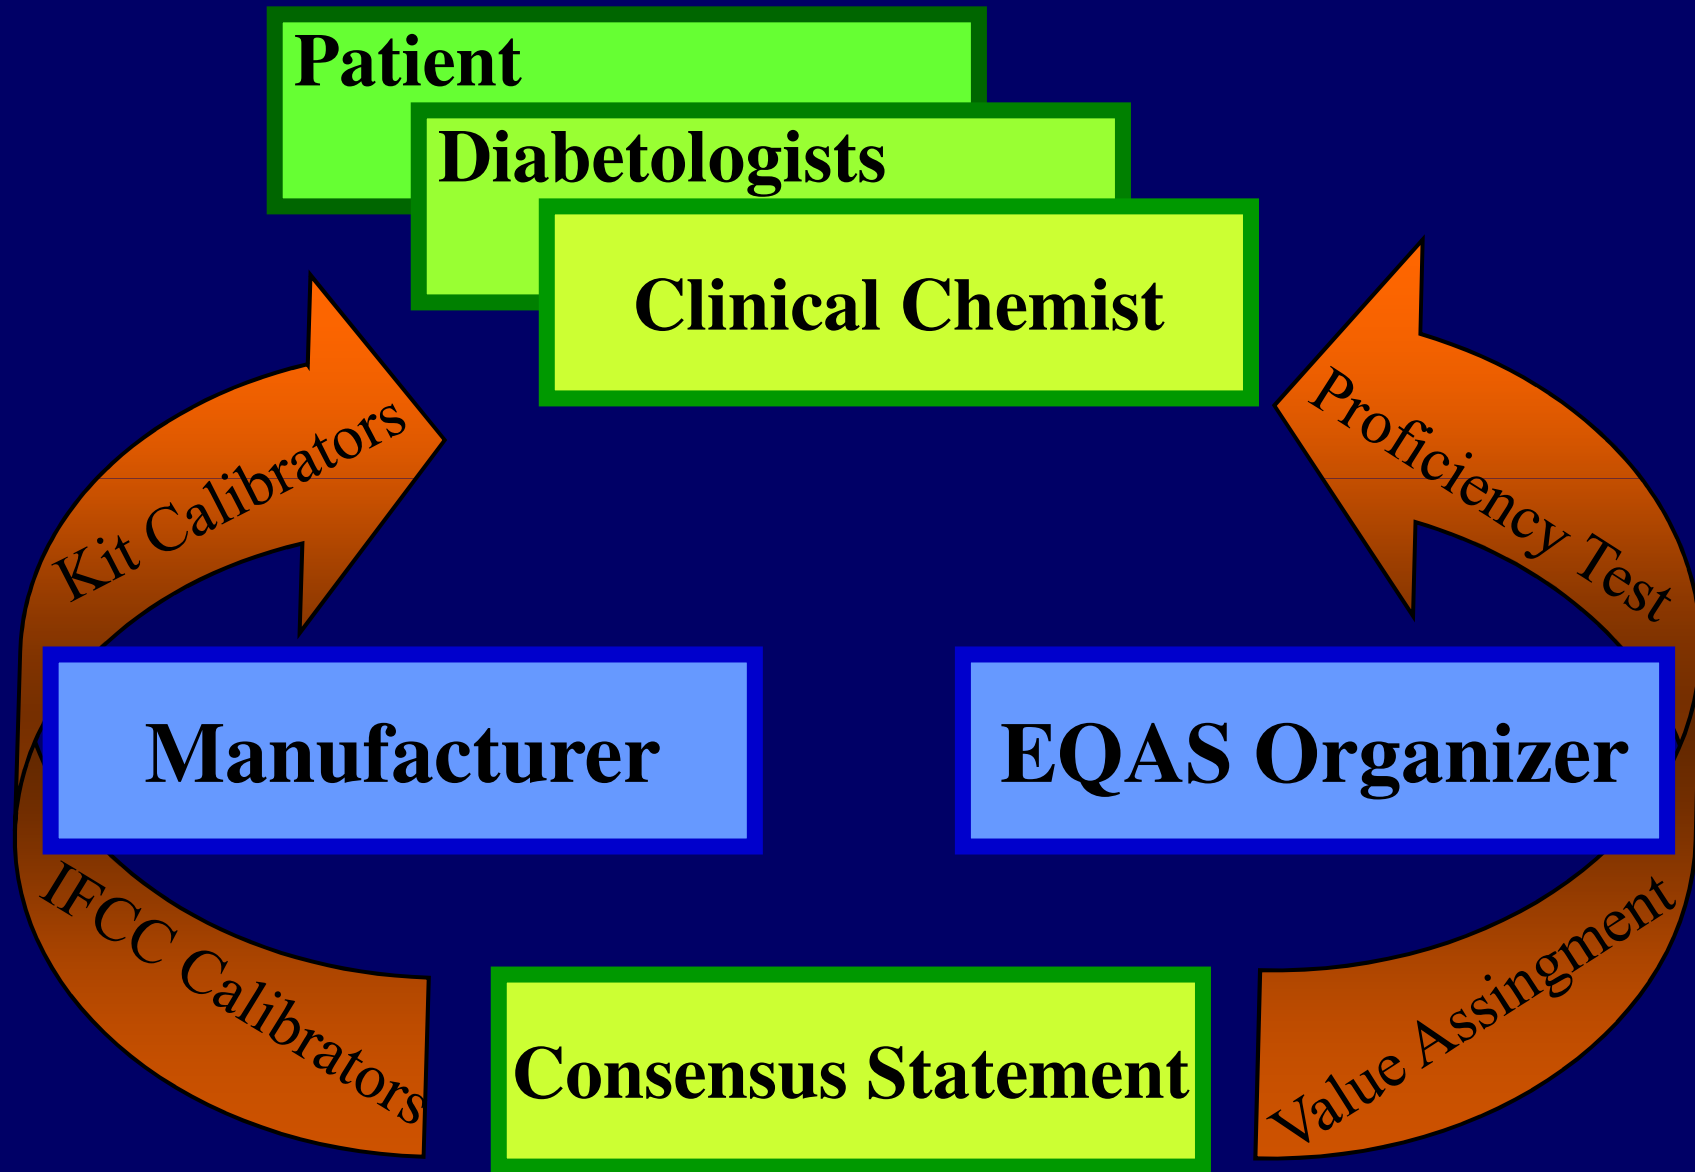 Patient
Diabetologists
Clinical Chemist
Kit Calibrators
Proficiency Test
Manufacturer
EQAS Organizer
IFCC Calibrators
Value Assingment
Consensus Statement